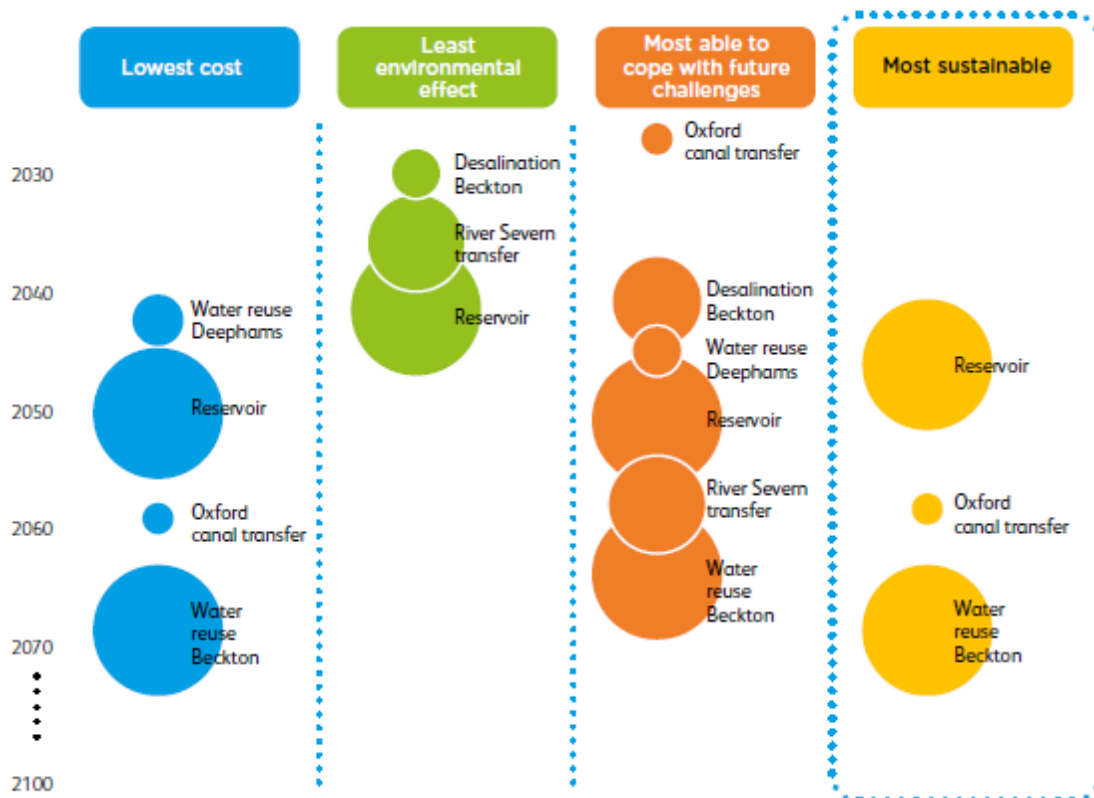 Lowest cost
Least
environmental
effect
Most able to
cope with future
challenges
Most sustainable
2030
2040
2050
2060
2070
2100
Water reuse
Deephams
Reservoir
Oxford
canal transfer
Water
reuse
Beckton
Desalination
Beckton
River Severn
transfer
Reservoir
Oxford
canal transfer
Desalination
Beckton
Water reuse
Deephams
Reservoir
River Severn
transfer
Water
reuse
Beckton
Reservoir
Oxford
canal transfer
Water
reuse
Beckton